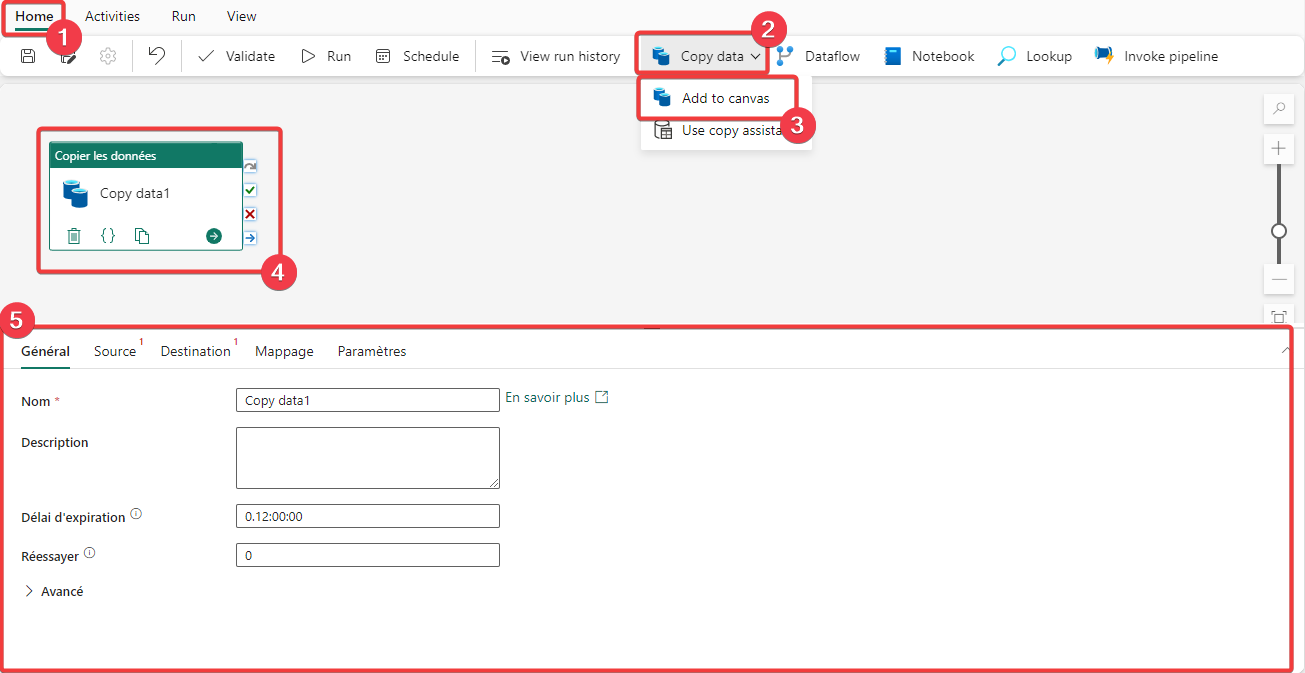 Home Activities Run View
1
2
Validate Run Schedule View run history Copy data Dataflow Notebook Lookup Invoke pipeline
Add to canvas
3
Use copy assista
Copier les données
Copy data1
4
5
Général Source 1 Destination 1 Mappage Paramètres
Nom * Copy data1 En savoir plus
Description
Délai d'expiration 0.12:00:00
Réessayer 0
Avancé